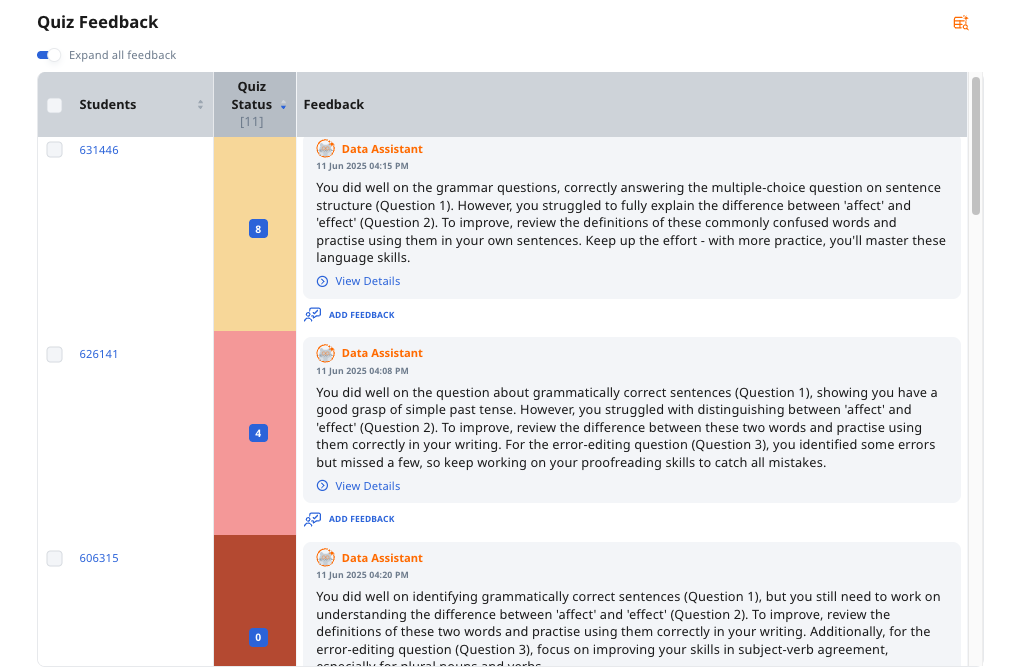 Quiz Feedback
Expand all feedback
Students
Quiz
Status
[11]
Feedback
631446
8
Data Assistant
11 Jun 2025 04:15 PM
You did well on the grammar questions, correctly answering the multiple-choice question on sentence
structure (Question 1). However, you struggled to fully explain the difference between 'affect' and
'effect' (Question 2). To improve, review the definitions of these commonly confused words and
practise using them in your own sentences. Keep up the effort - with more practice, you'll master these
language skills.
View Details
ADD FEEDBACK
626141
4
Data Assistant
11 Jun 2025 04:08 PM
You did well on the question about grammatically correct sentences (Question 1), showing you have a
good grasp of simple past tense. However, you struggled with distinguishing between 'affect' and
'effect' (Question 2). To improve, review the difference between these two words and practise using
them correctly in your writing. For the error-editing question (Question 3), you identified some errors
but missed a few, so keep working on your proofreading skills to catch all mistakes.
View Details
ADD FEEDBACK
606315
0
Data Assistant
11 Jun 2025 04:20 PM
You did well on identifying grammatically correct sentences (Question 1), but you still need to work on
understanding the difference between 'affect' and 'effect' (Question 2). To improve, review the
definitions of these two words and practise using them correctly in your writing. Additionally, for the
error-editing question (Question 3), focus on improving your skills in subject-verb agreement,
especially for plural nouns and verbs.